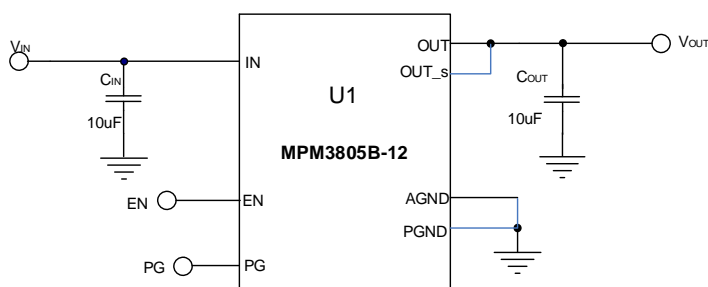 VIN
IN
OUT
VOUT
OUT_s
CIN
10uF
U1
MPM3805B-12
COUT
10uF
EN
EN
AGND
PGND
PG
PG